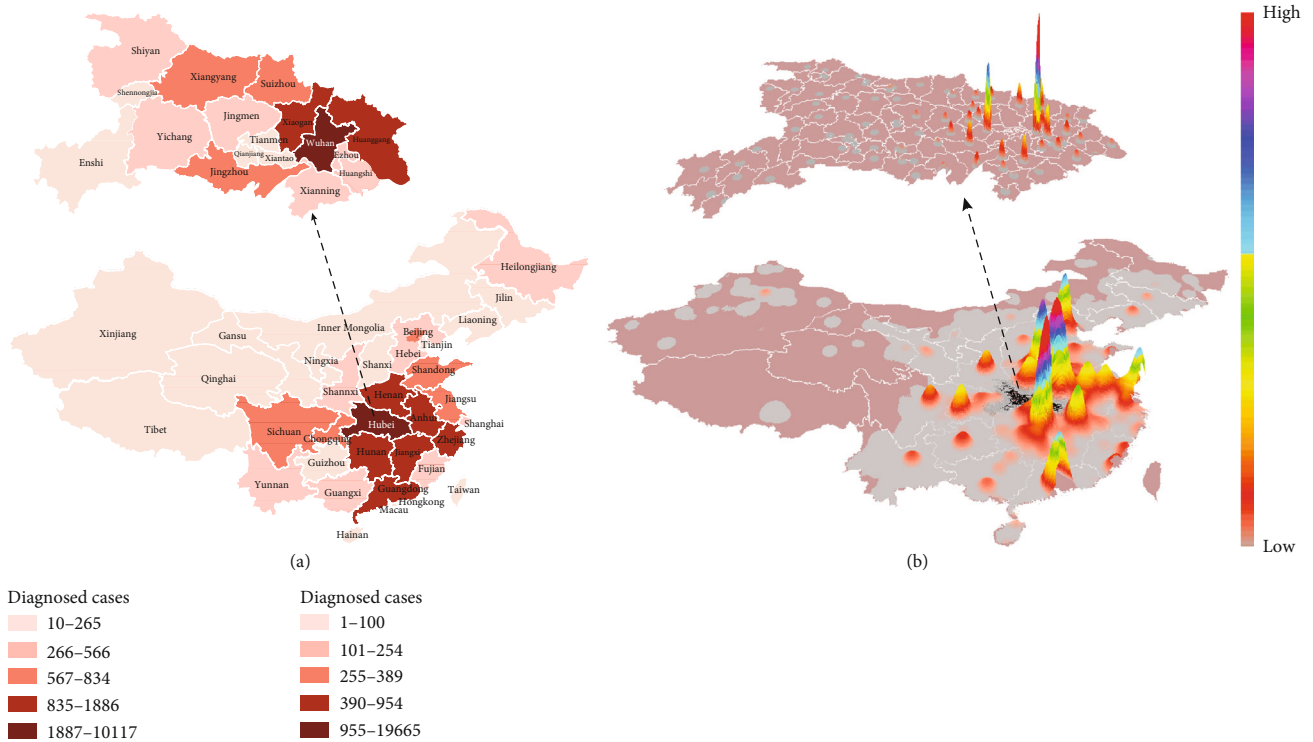 Shiyan
Xiangyang
Suizhou
Shennongjia
Jingmen
Xiaogan
Yichang
Tianmen
Wuhan
Huanggang
Qianjiang
Xiantao
Ezhou
Enshi
Jingzhou
Huangshi
Xianning
Heilongjiang
Jilin
Liaoning
Inner Mongolia
Xinjiang
Gansu
Beijing
Tianjin
Hebei
Ningxia
Shanxi
Shandong
Qinghai
Shannxi
Henan
Jiangsu
Tibet
Sichuan
Hubei
Anhui
Shanghai
Chongqing
Zhejiang
Hunan
Jiangxi
Guizhou
Fujian
Yunnan
Guangxi
Guangdong
Taiwan
Hongkong
Macau
Hainan
(a)
High
Low
(b)
Diagnosed cases
10–265
266–566
567–834
835–1886
1887–10117
Diagnosed cases
1–100
101–254
255–389
390–954
955–19665